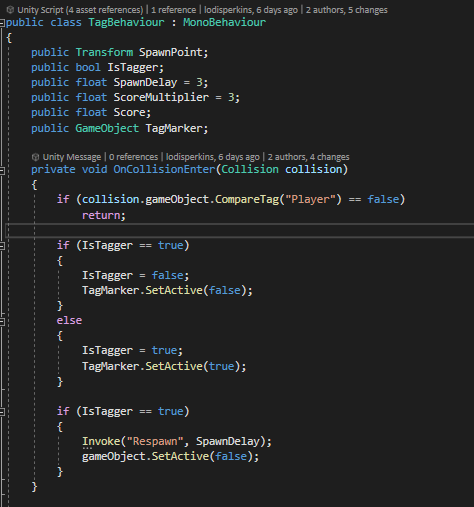 Unity Script (4 asset references) | 1 reference | lodisperkins, 6 days ago | 2 authors, 5 changes
public class TagBehaviour : MonoBehaviour
{
public Transform SpawnPoint;
public bool IsTagger;
public float SpawnDelay = 3;
public float ScoreMultiplier = 3;
public float Score;
public GameObject TagMarker;
Unity Message | 0 references | lodisperkins, 6 days ago | 2 authors, 4 changes
private void OnCollisionEnter(Collision collision)
{
if (collision.gameObject.CompareTag("Player") == false)
return;
if (IsTagger == true)
{
IsTagger = false;
TagMarker.SetActive(false);
}
else
{
IsTagger = true;
TagMarker.SetActive(true);
}
if (IsTagger == true)
{
Invoke("Respawn", SpawnDelay);
gameObject.SetActive(false);
}
}